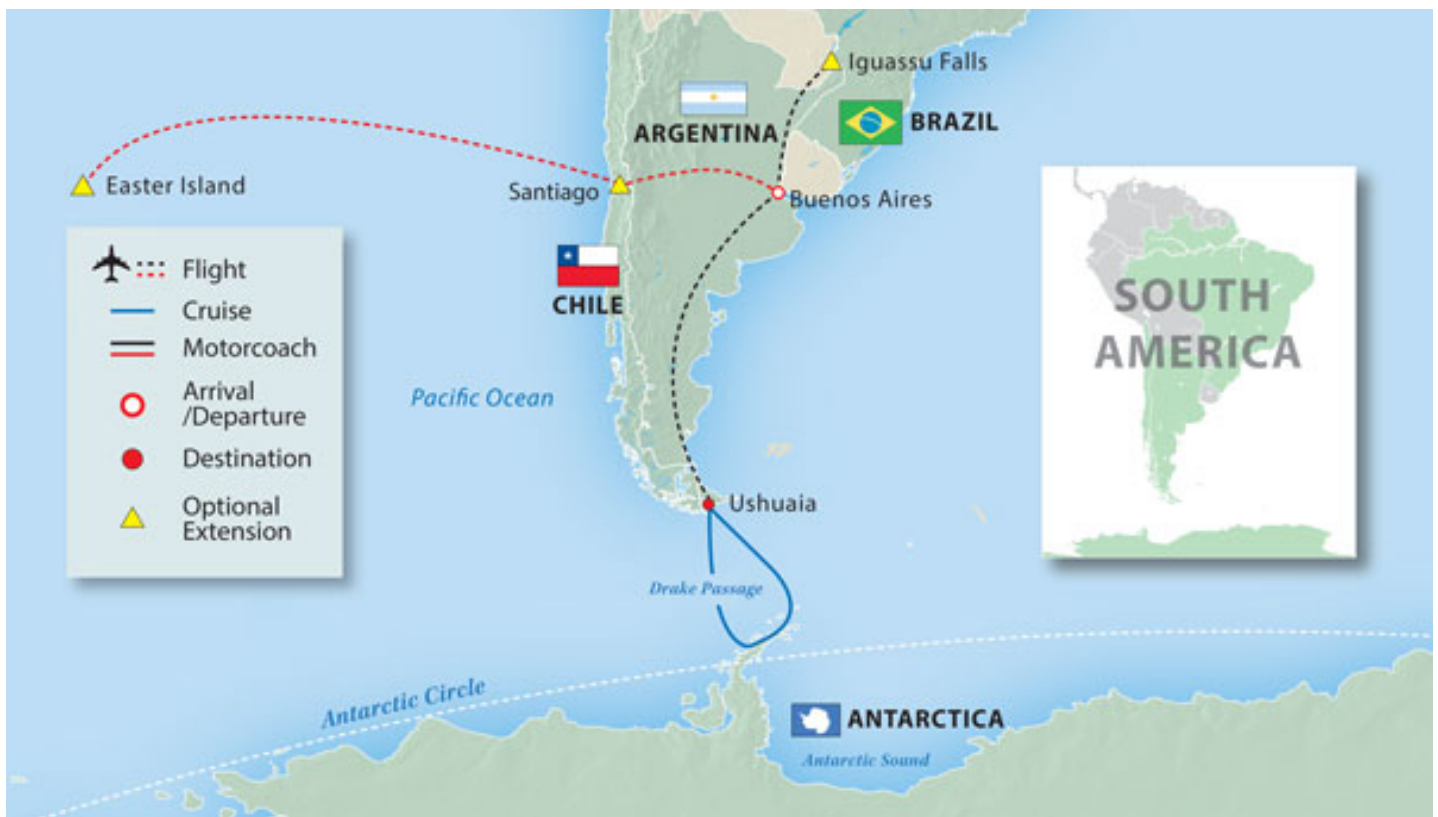 Iguassu Falls
ARGENTINA
BRAZIL
Easter Island
Santiago
Buenos Aires
Flight
Cruise
Motorcoach
Arrival
/Departure
Destination
Optional
Extension
CHILE
Pacific Ocean
SOUTH
AMERICA
Ushuaia
Drake Passage
Antarctic Circle
ANTARCTICA
Antarctic Sound